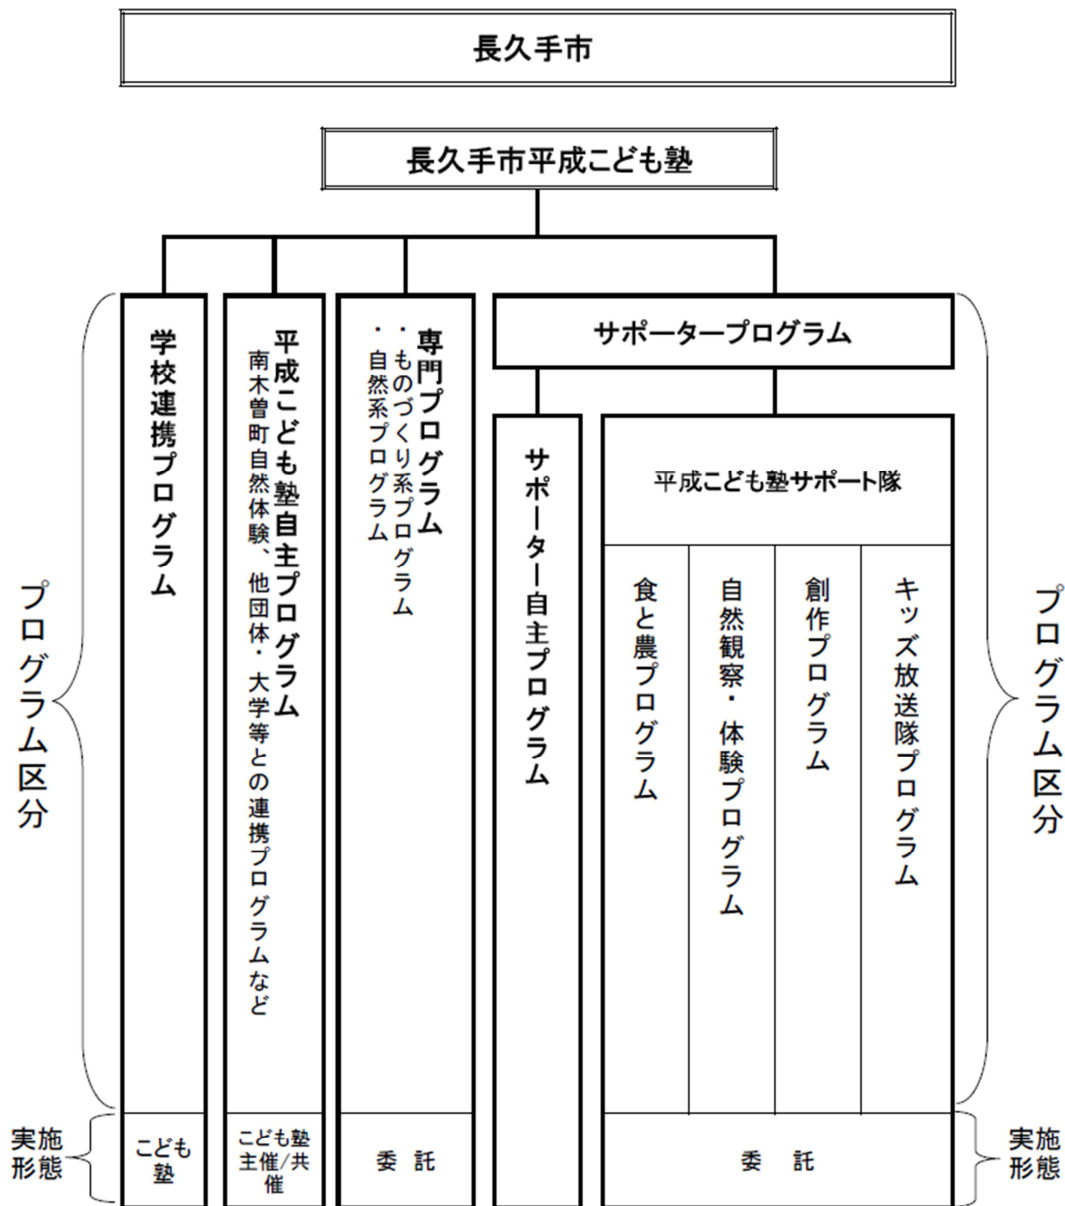 長久手市
長久手市平成こども塾
プログラム区分
学校連携プログラム
平成こども塾自主プログラム
南木曽町自然体験、他団体・大学等との連携プログラムなど
専門プログラム
・ものづくり系プログラム
・自然系プログラム
サポータープログラム
サポーター自主プログラム
平成こども塾サポート隊
食と農プログラム
自然観察・体験プログラム
創作プログラム
キッズ放送隊プログラム
プログラム区分
実施
形態
こども
塾
こども塾
主催/共
催
委託
委託
実施
形態